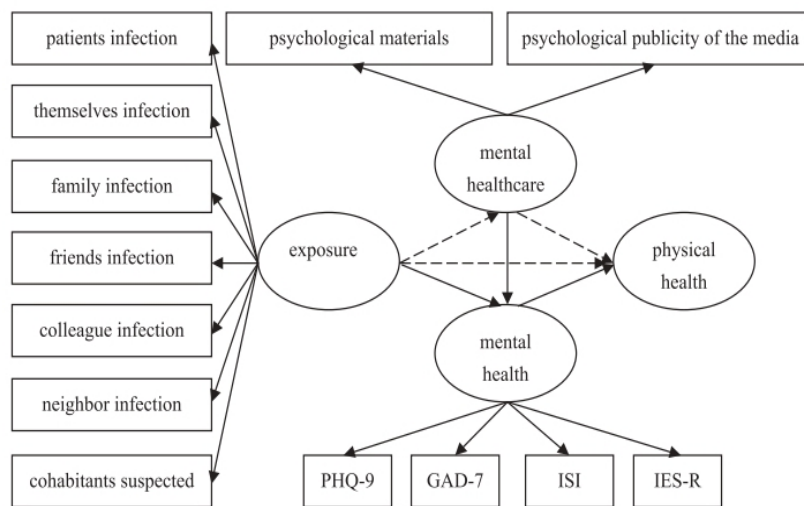 patients infection
psychological materials
psychological publicity of the media
themselves infection
mental
healthcare
family infection
exposure
friends infection
physical
health
colleague infection
mental
health
neighbor infection
cohabitants suspected
PHQ-9
GAD-7
ISI
IES-R